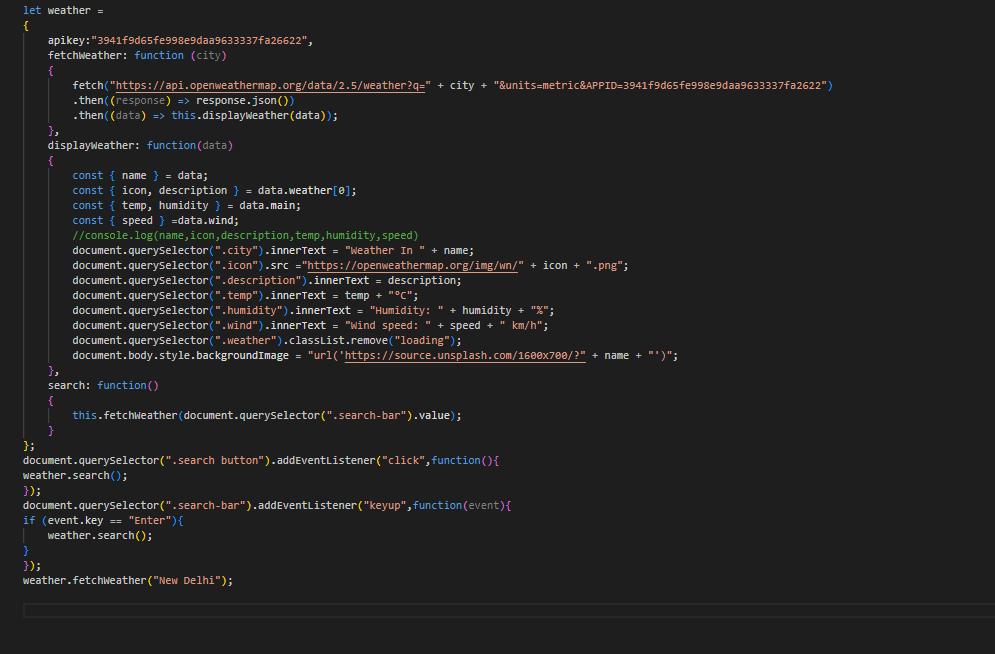 let weather =
{
    apikey:"3941f9d65fe998e9daa9633337fa26622",
    fetchWeather: function (city)
    {
        fetch("https://api.openweathermap.org/data/2.5/weather?q=" + city + "&units=metric&APPID=3941f9d65fe998e9daa9633337fa2622")
        .then((response) => response.json())
        .then((data) => this.displayWeather(data));
    },
    displayWeather: function(data)
    {
        const { name } = data;
        const { icon, description } = data.weather[0];
        const { temp, humidity } = data.main;
        const { speed } =data.wind;
        //console.log(name,icon,description,temp,humidity,speed)
        document.querySelector(".city").innerText = "Weather In " + name;
        document.querySelector(".icon").src ="https://openweathermap.org/img/wn/" + icon + ".png";
        document.querySelector(".description").innerText = description;
        document.querySelector(".temp").innerText = temp + "°C";
        document.querySelector(".humidity").innerText = "Humidity: " + humidity + "%";
        document.querySelector(".wind").innerText = "Wind speed: " + speed + " km/h";
        document.querySelector(".weather").classList.remove("loading");
        document.body.style.backgroundImage = "url('https://source.unsplash.com/1600x700/?" + name + "')";
    },
    search: function()
    {
        this.fetchWeather(document.querySelector(".search-bar").value);
    }
};
document.querySelector(".search button").addEventListener("click",function(){
weather.search();
});
document.querySelector(".search-bar").addEventListener("keyup",function(event){
if (event.key == "Enter"){
    weather.search();
}
});
weather.fetchWeather("New Delhi");